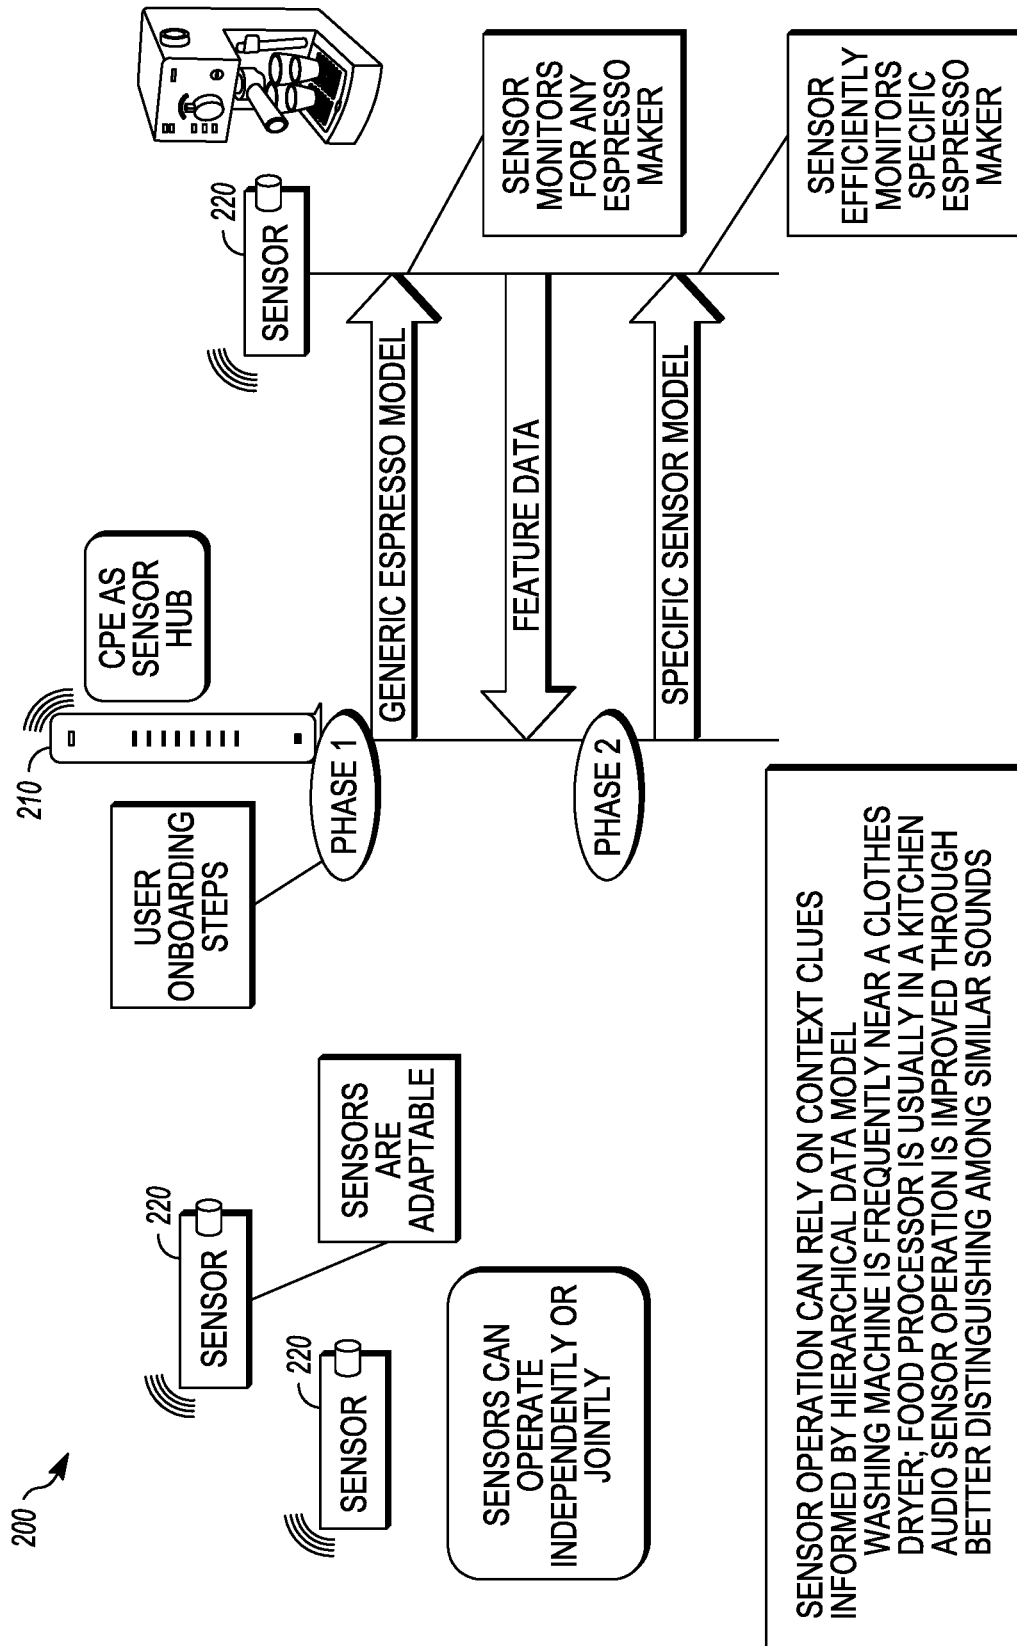 200
SENSOR
220
SENSOR
220
SENSORS
ARE
ADAPTABLE
SENSORS CAN
OPERATE
INDEPENDENTLY OR
JOINTLY
210
CPE AS
SENSOR
HUB
USER
ONBOARDING
STEPS
PHASE 1
SENSOR
220
GENERIC ESPRESSO MODEL
SENSOR
MONITORS
FOR ANY
ESPRESSO
MAKER
FEATURE DATA
PHASE 2
SPECIFIC SENSOR MODEL
SENSOR
EFFICIENTLY
MONITORS
SPECIFIC
ESPRESSO
MAKER
SENSOR OPERATION CAN RELY ON CONTEXT CLUES
INFORMED BY HIERARCHICAL DATA MODEL
WASHING MACHINE IS FREQUENTLY NEAR A CLOTHES
DRYER; FOOD PROCESSOR IS USUALLY IN A KITCHEN
AUDIO SENSOR OPERATION IS IMPROVED THROUGH
BETTER DISTINGUISHING AMONG SIMILAR SOUNDS